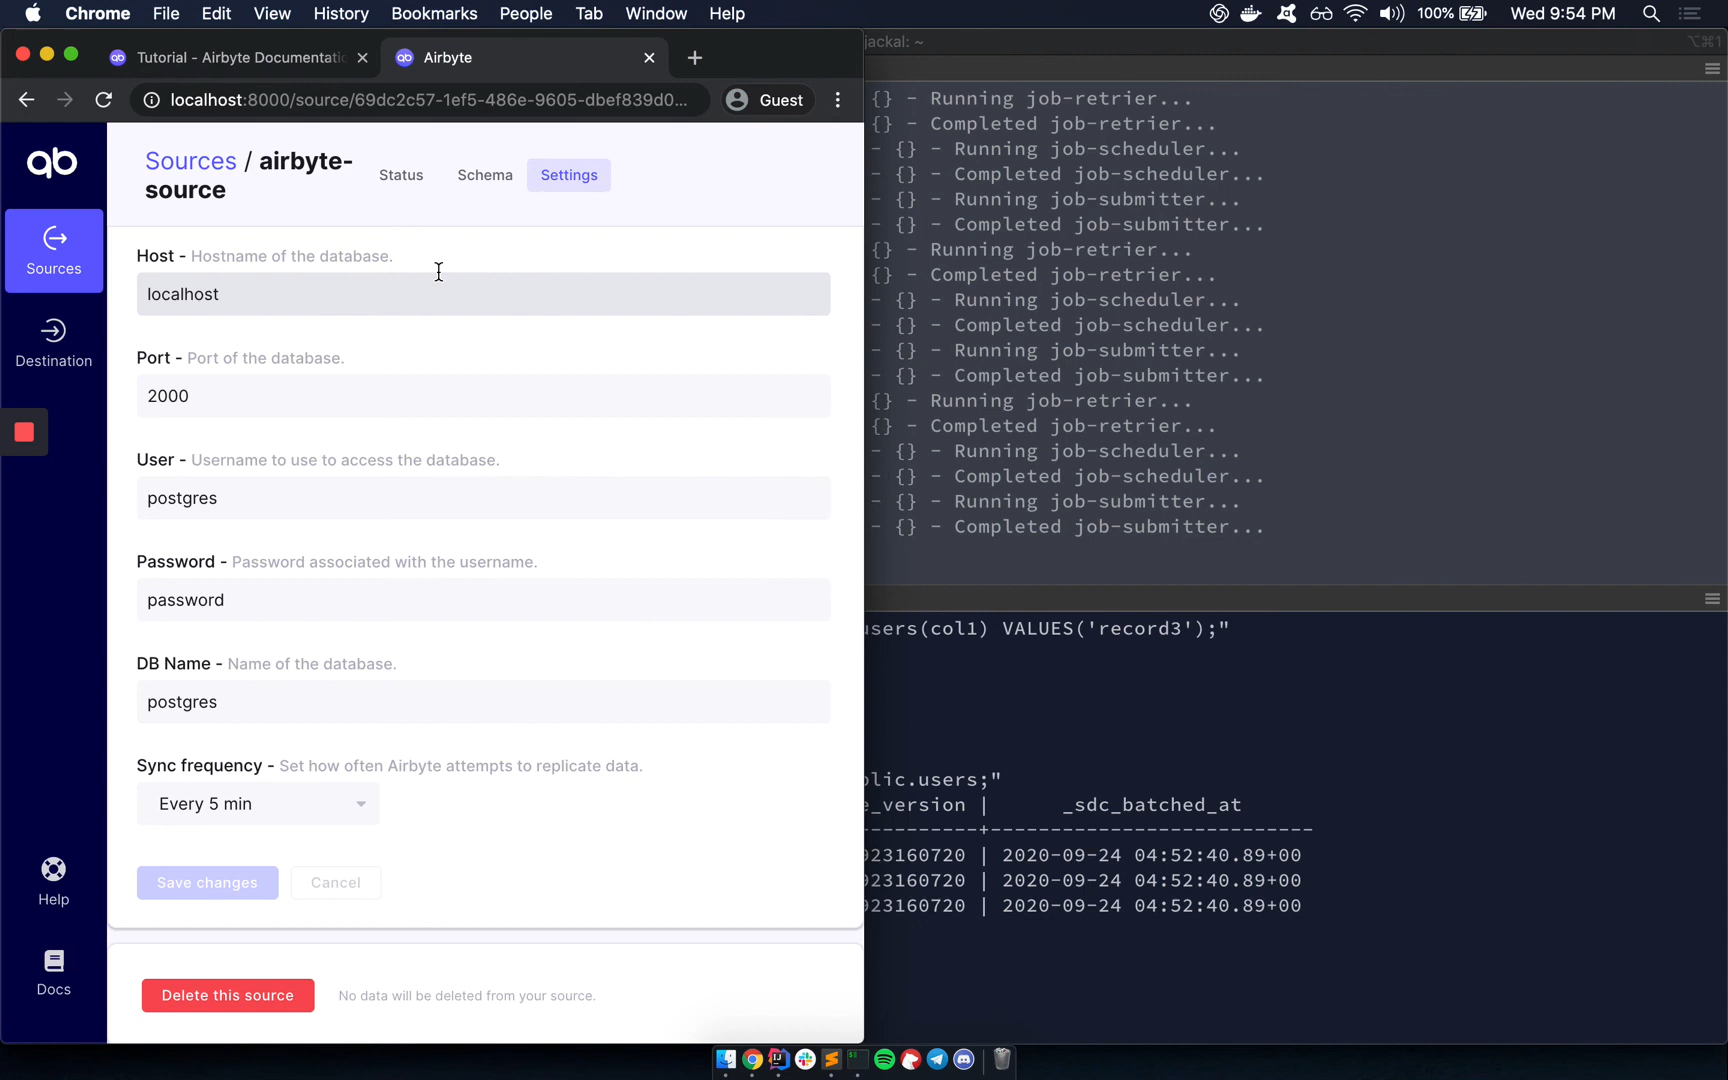 Chrome File Edit View History Bookmarks People Tab Window Help
100% Wed 9:54 PM
Tutorial - Airbyte Documentatio
Airbyte
jackal: ~
⌥⌘1
localhost:8000/source/69dc2c57-1ef5-486e-9605-dbef839d0...
Guest
Sources / airbyte-
source
Status
Schema
Settings
Sources
Destination
Help
Docs
Host - Hostname of the database.
localhost
Port - Port of the database.
2000
User - Username to use to access the database.
postgres
Password - Password associated with the username.
password
DB Name - Name of the database.
postgres
Sync frequency - Set how often Airbyte attempts to replicate data.
Every 5 min
Save changes
Cancel
Delete this source
No data will be deleted from your source.
{} - Running job-retrier...
{} - Completed job-retrier...
- {} - Running job-scheduler...
- {} - Completed job-scheduler...
- {} - Running job-submitter...
- {} - Completed job-submitter...
{} - Running job-retrier...
{} - Completed job-retrier...
- {} - Running job-scheduler...
- {} - Completed job-scheduler...
- {} - Running job-submitter...
- {} - Completed job-submitter...
{} - Running job-retrier...
{} - Completed job-retrier...
- {} - Running job-scheduler...
- {} - Completed job-scheduler...
- {} - Running job-submitter...
- {} - Completed job-submitter...
users(col1) VALUES('record3');"
blic.users;"
e_version | _sdc_batched_at
----------+---------------------------
923160720 | 2020-09-24 04:52:40.89+00
923160720 | 2020-09-24 04:52:40.89+00
923160720 | 2020-09-24 04:52:40.89+00